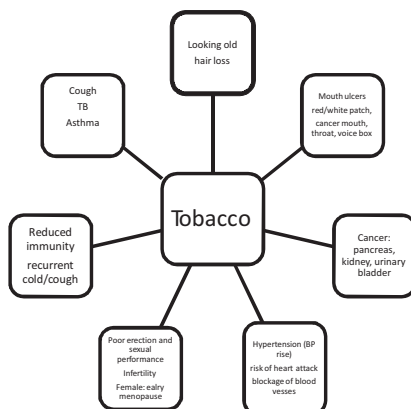 Looking old
hair loss
Cough
TB
Asthma
Mouth ulcers
red/white patch,
cancer mouth,
throat, voice box
Tobacco
Reduced
immunity
recurrent
cold/cough
Cancer:
pancreas,
kidney, urinary
bladder
Poor erection and
sexual
performance
Infertility
Female: ealry
menopause
Hypertension (BP
rise)
risk of heart attack
blockage of blood
vesses